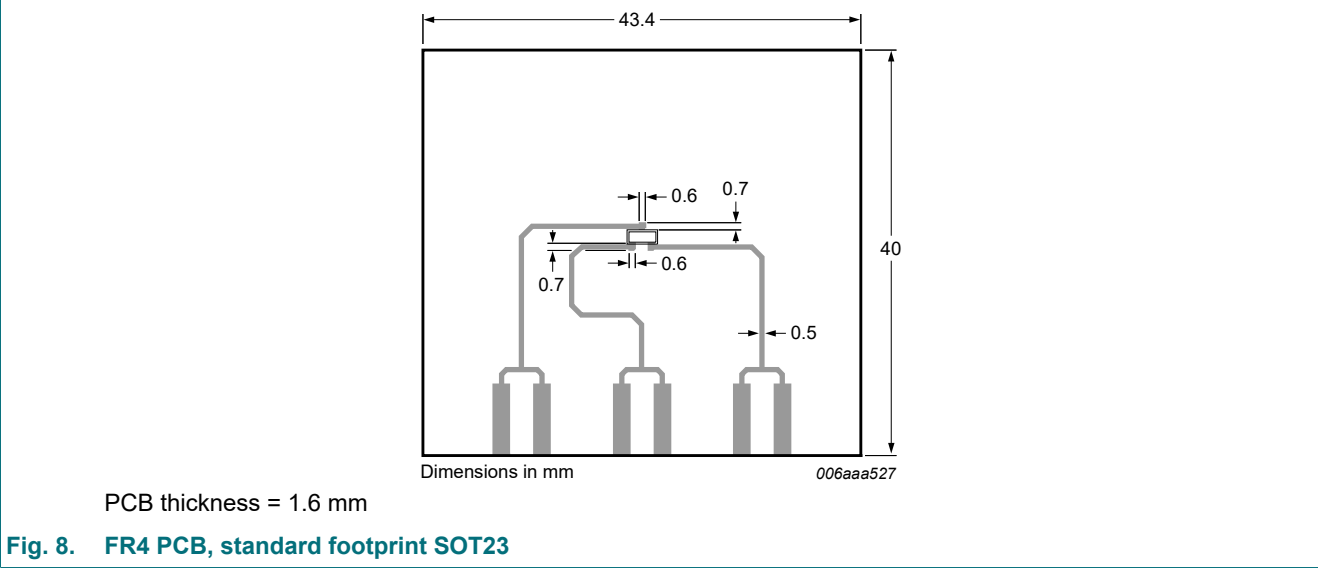 43.4
0.6
0.7
40
0.6
0.7
0.5
Dimensions in mm
006aaa527
PCB thickness = 1.6 mm
Fig. 8. FR4 PCB, standard footprint SOT23